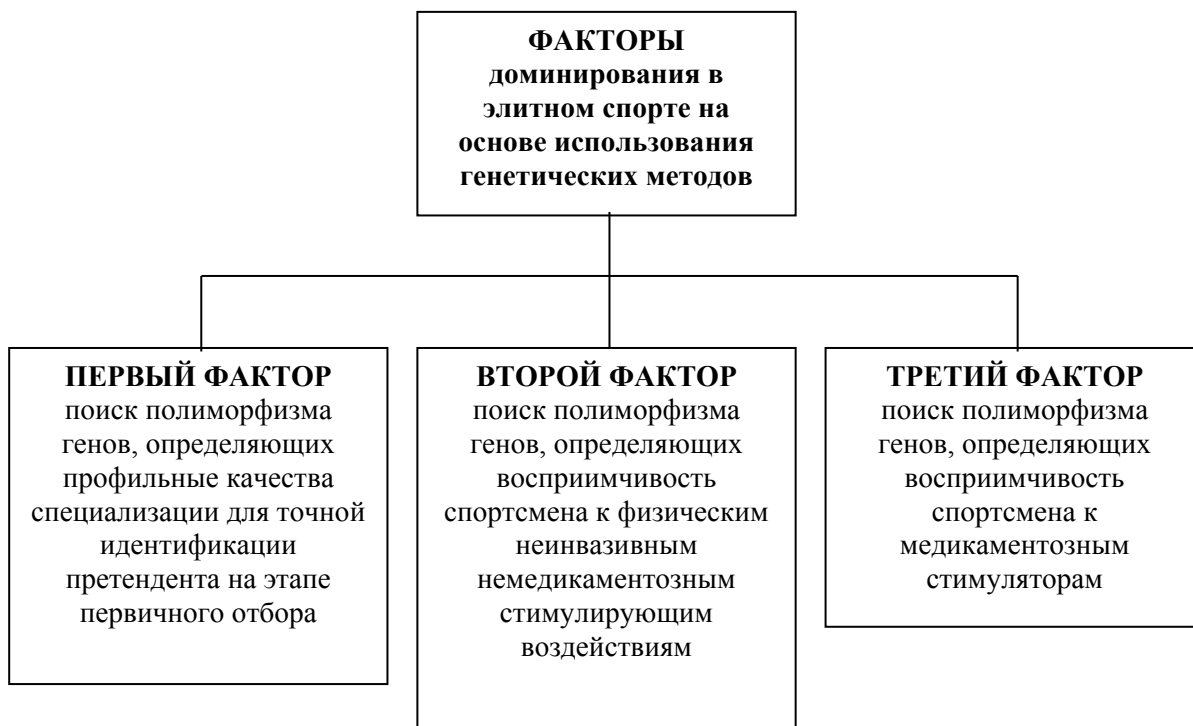 ФАКТОРЫ
доминирования в
элитном спорте на
основе использования
генетических методов
ПЕРВЫЙ ФАКТОР
поиск полиморфизма
генов, определяющих
профильные качества
специализации для точной
идентификации
претендента на этапе
первичного отбора
ВТОРОЙ ФАКТОР
поиск полиморфизма
генов, определяющих
восприимчивость
спортсмена к физическим
неинвазивным
немедикаментозным
стимулирующим
воздействиям
ТРЕТИЙ ФАКТОР
поиск полиморфизма
генов, определяющих
восприимчивость
спортсмена к
медикаментозным
стимуляторам